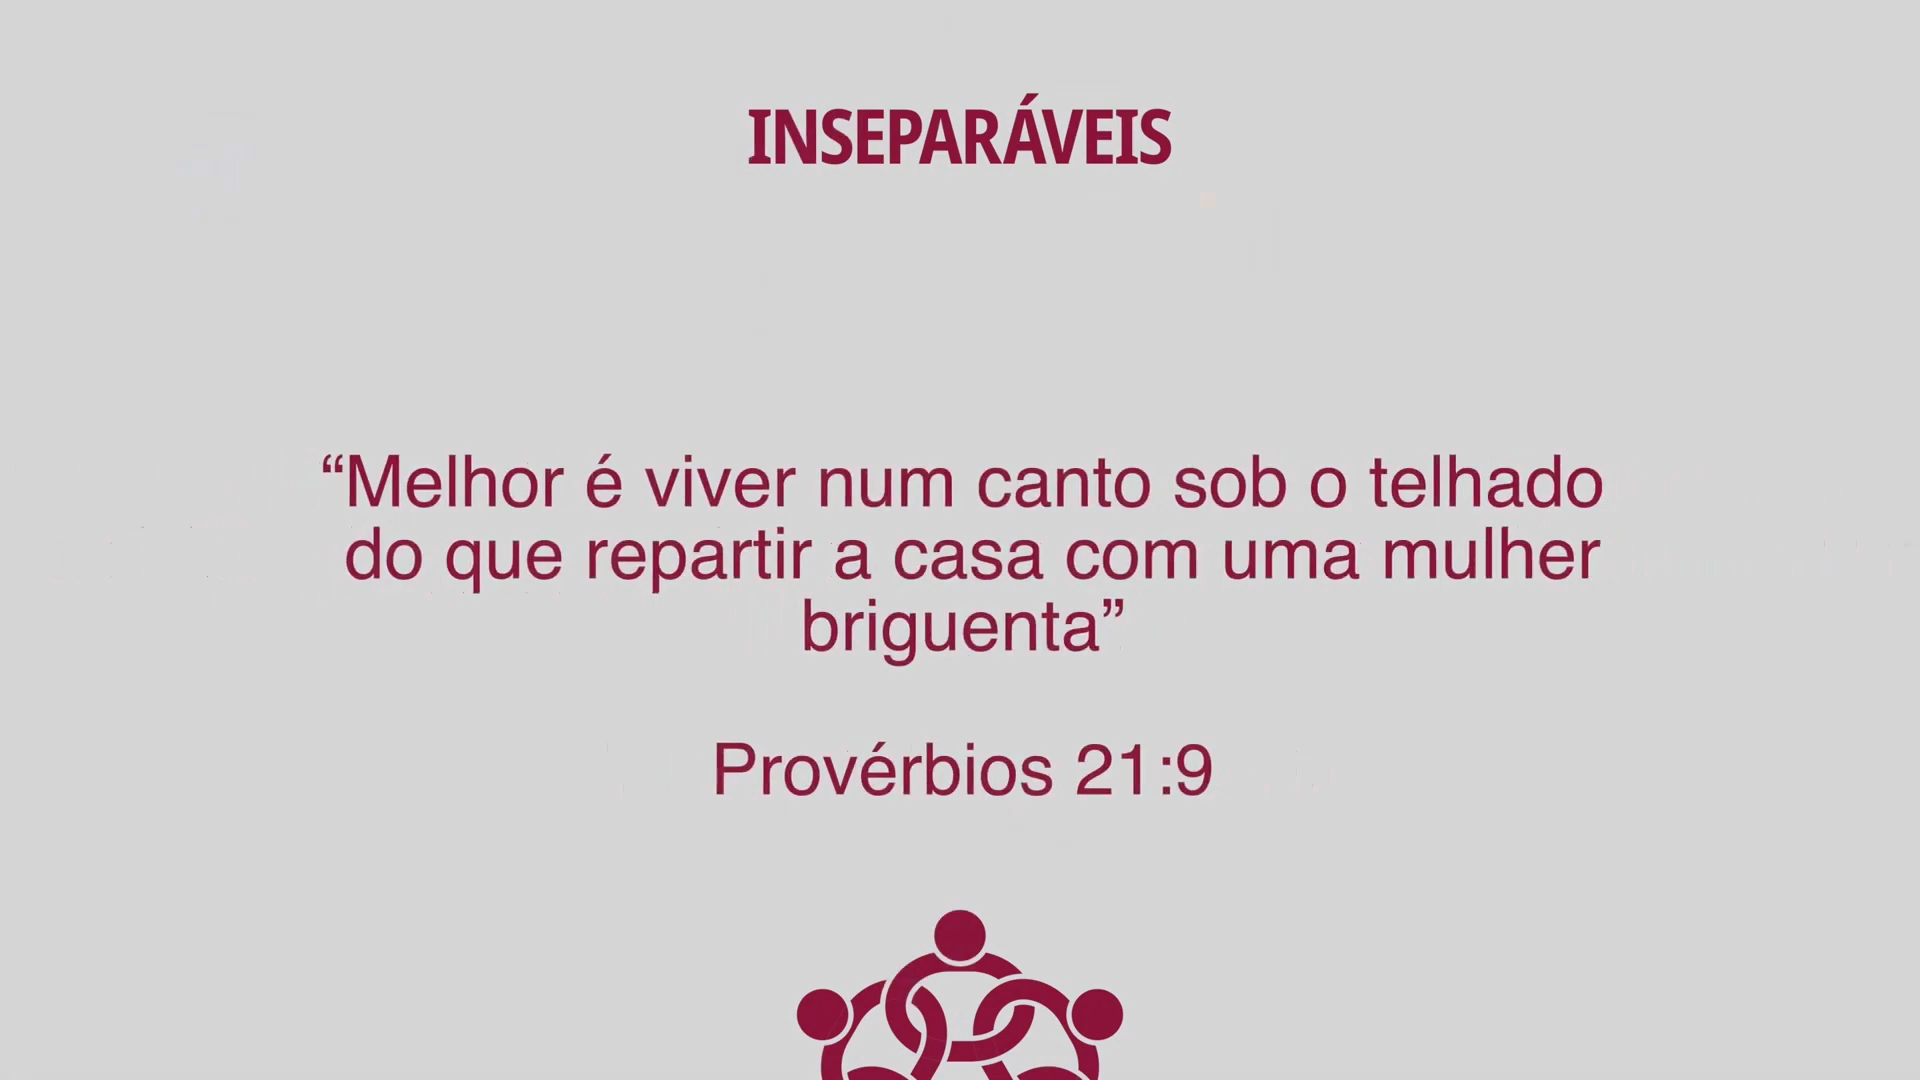 INSEPARÁVEIS
“Melhor é viver num canto sob o telhado
do que repartir a casa com uma mulher
briguenta”
Provérbios 21:9